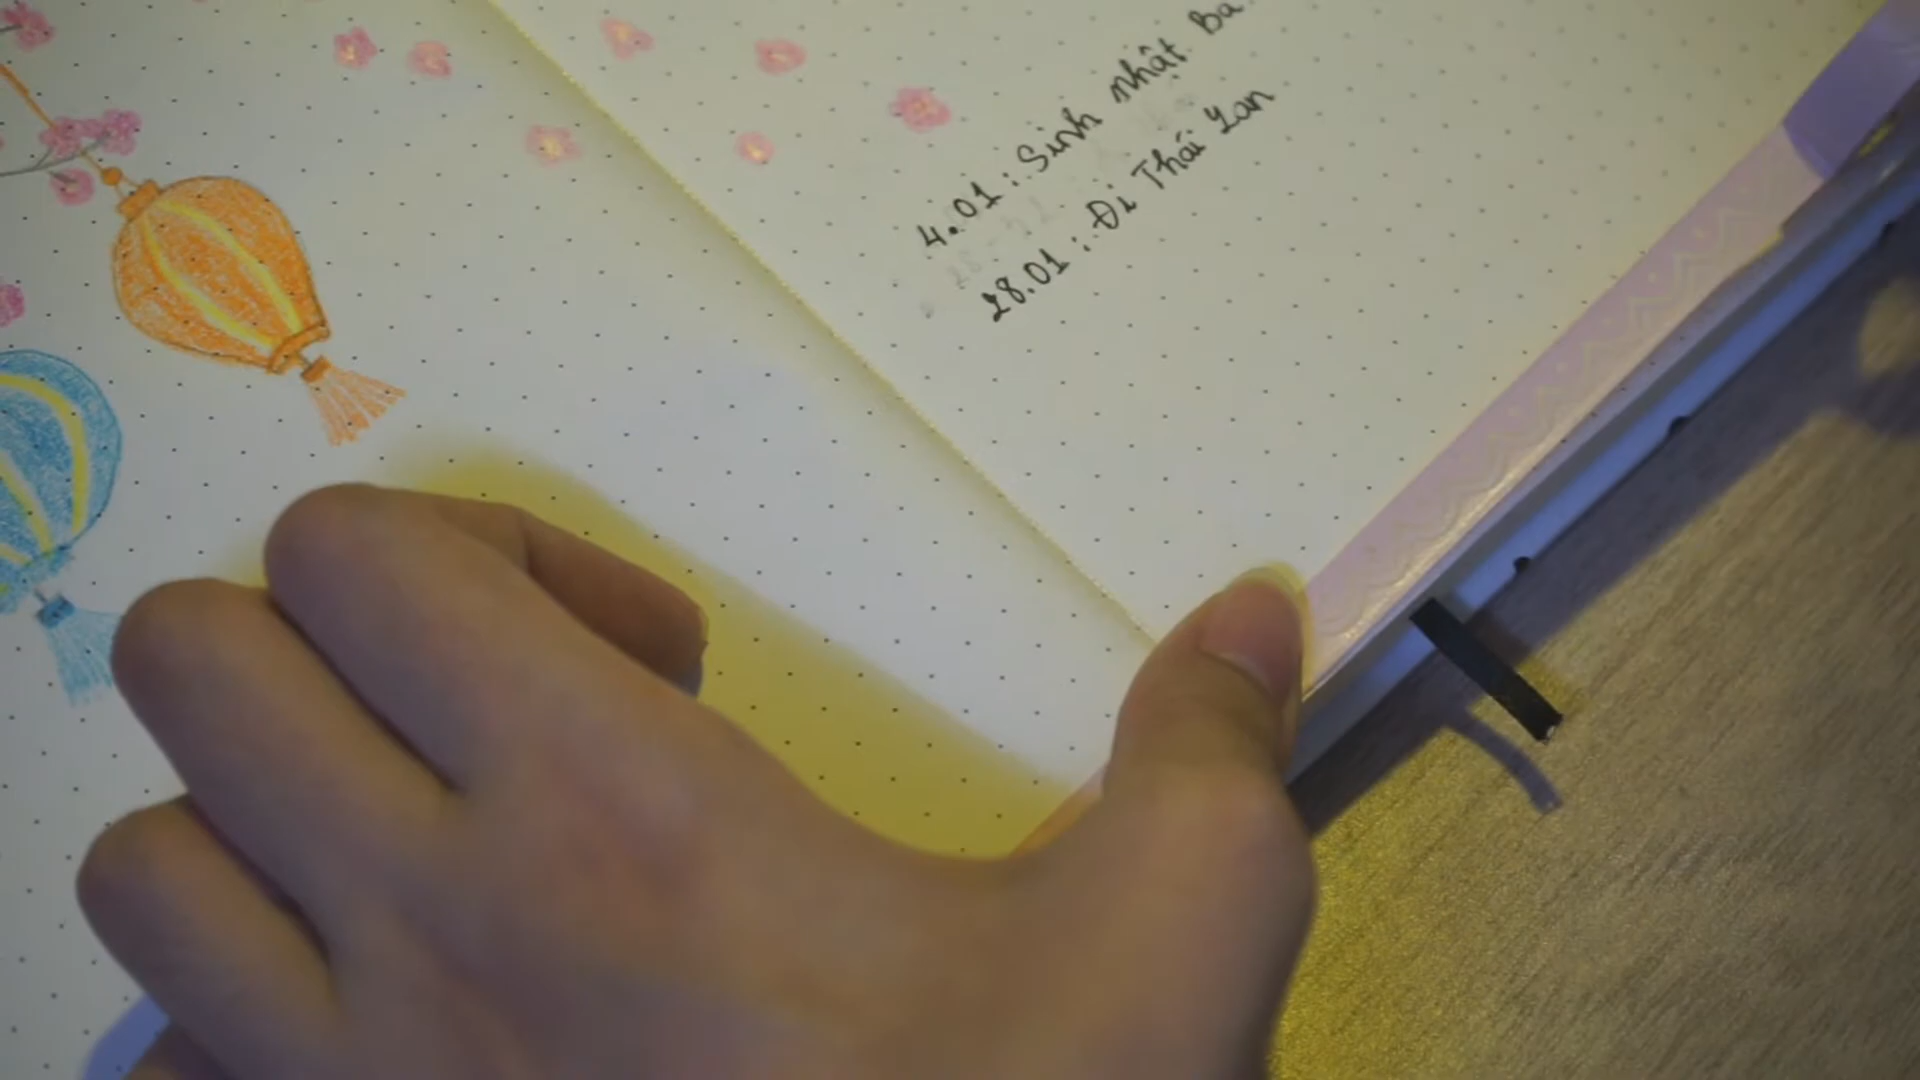 4.01 : Sinh nhật Ba
28.01 : Đi Thái Lan